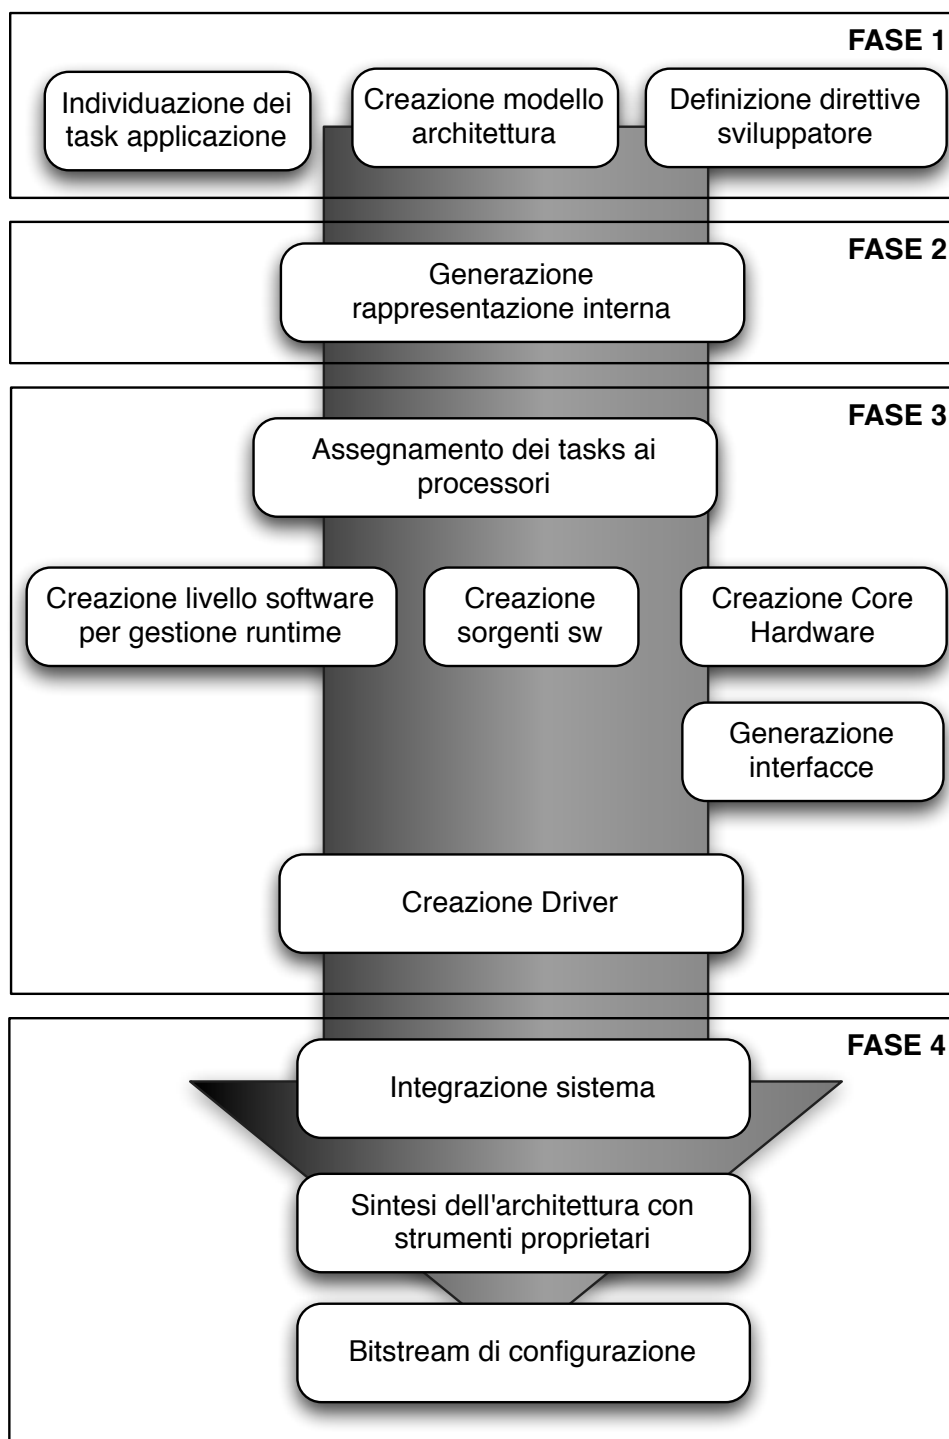 FASE 1
Individuazione dei
task applicazione
Creazione modello
architettura
Definizione direttive
sviluppatore
FASE 2
Generazione
rappresentazione interna
FASE 3
Assegnamento dei tasks ai
processori
Creazione livello software
per gestione runtime
Creazione
sorgenti sw
Creazione Core
Hardware
Generazione
interfacce
Creazione Driver
FASE 4
Integrazione sistema
Sintesi dell'architettura con
strumenti proprietari
Bitstream di configurazione